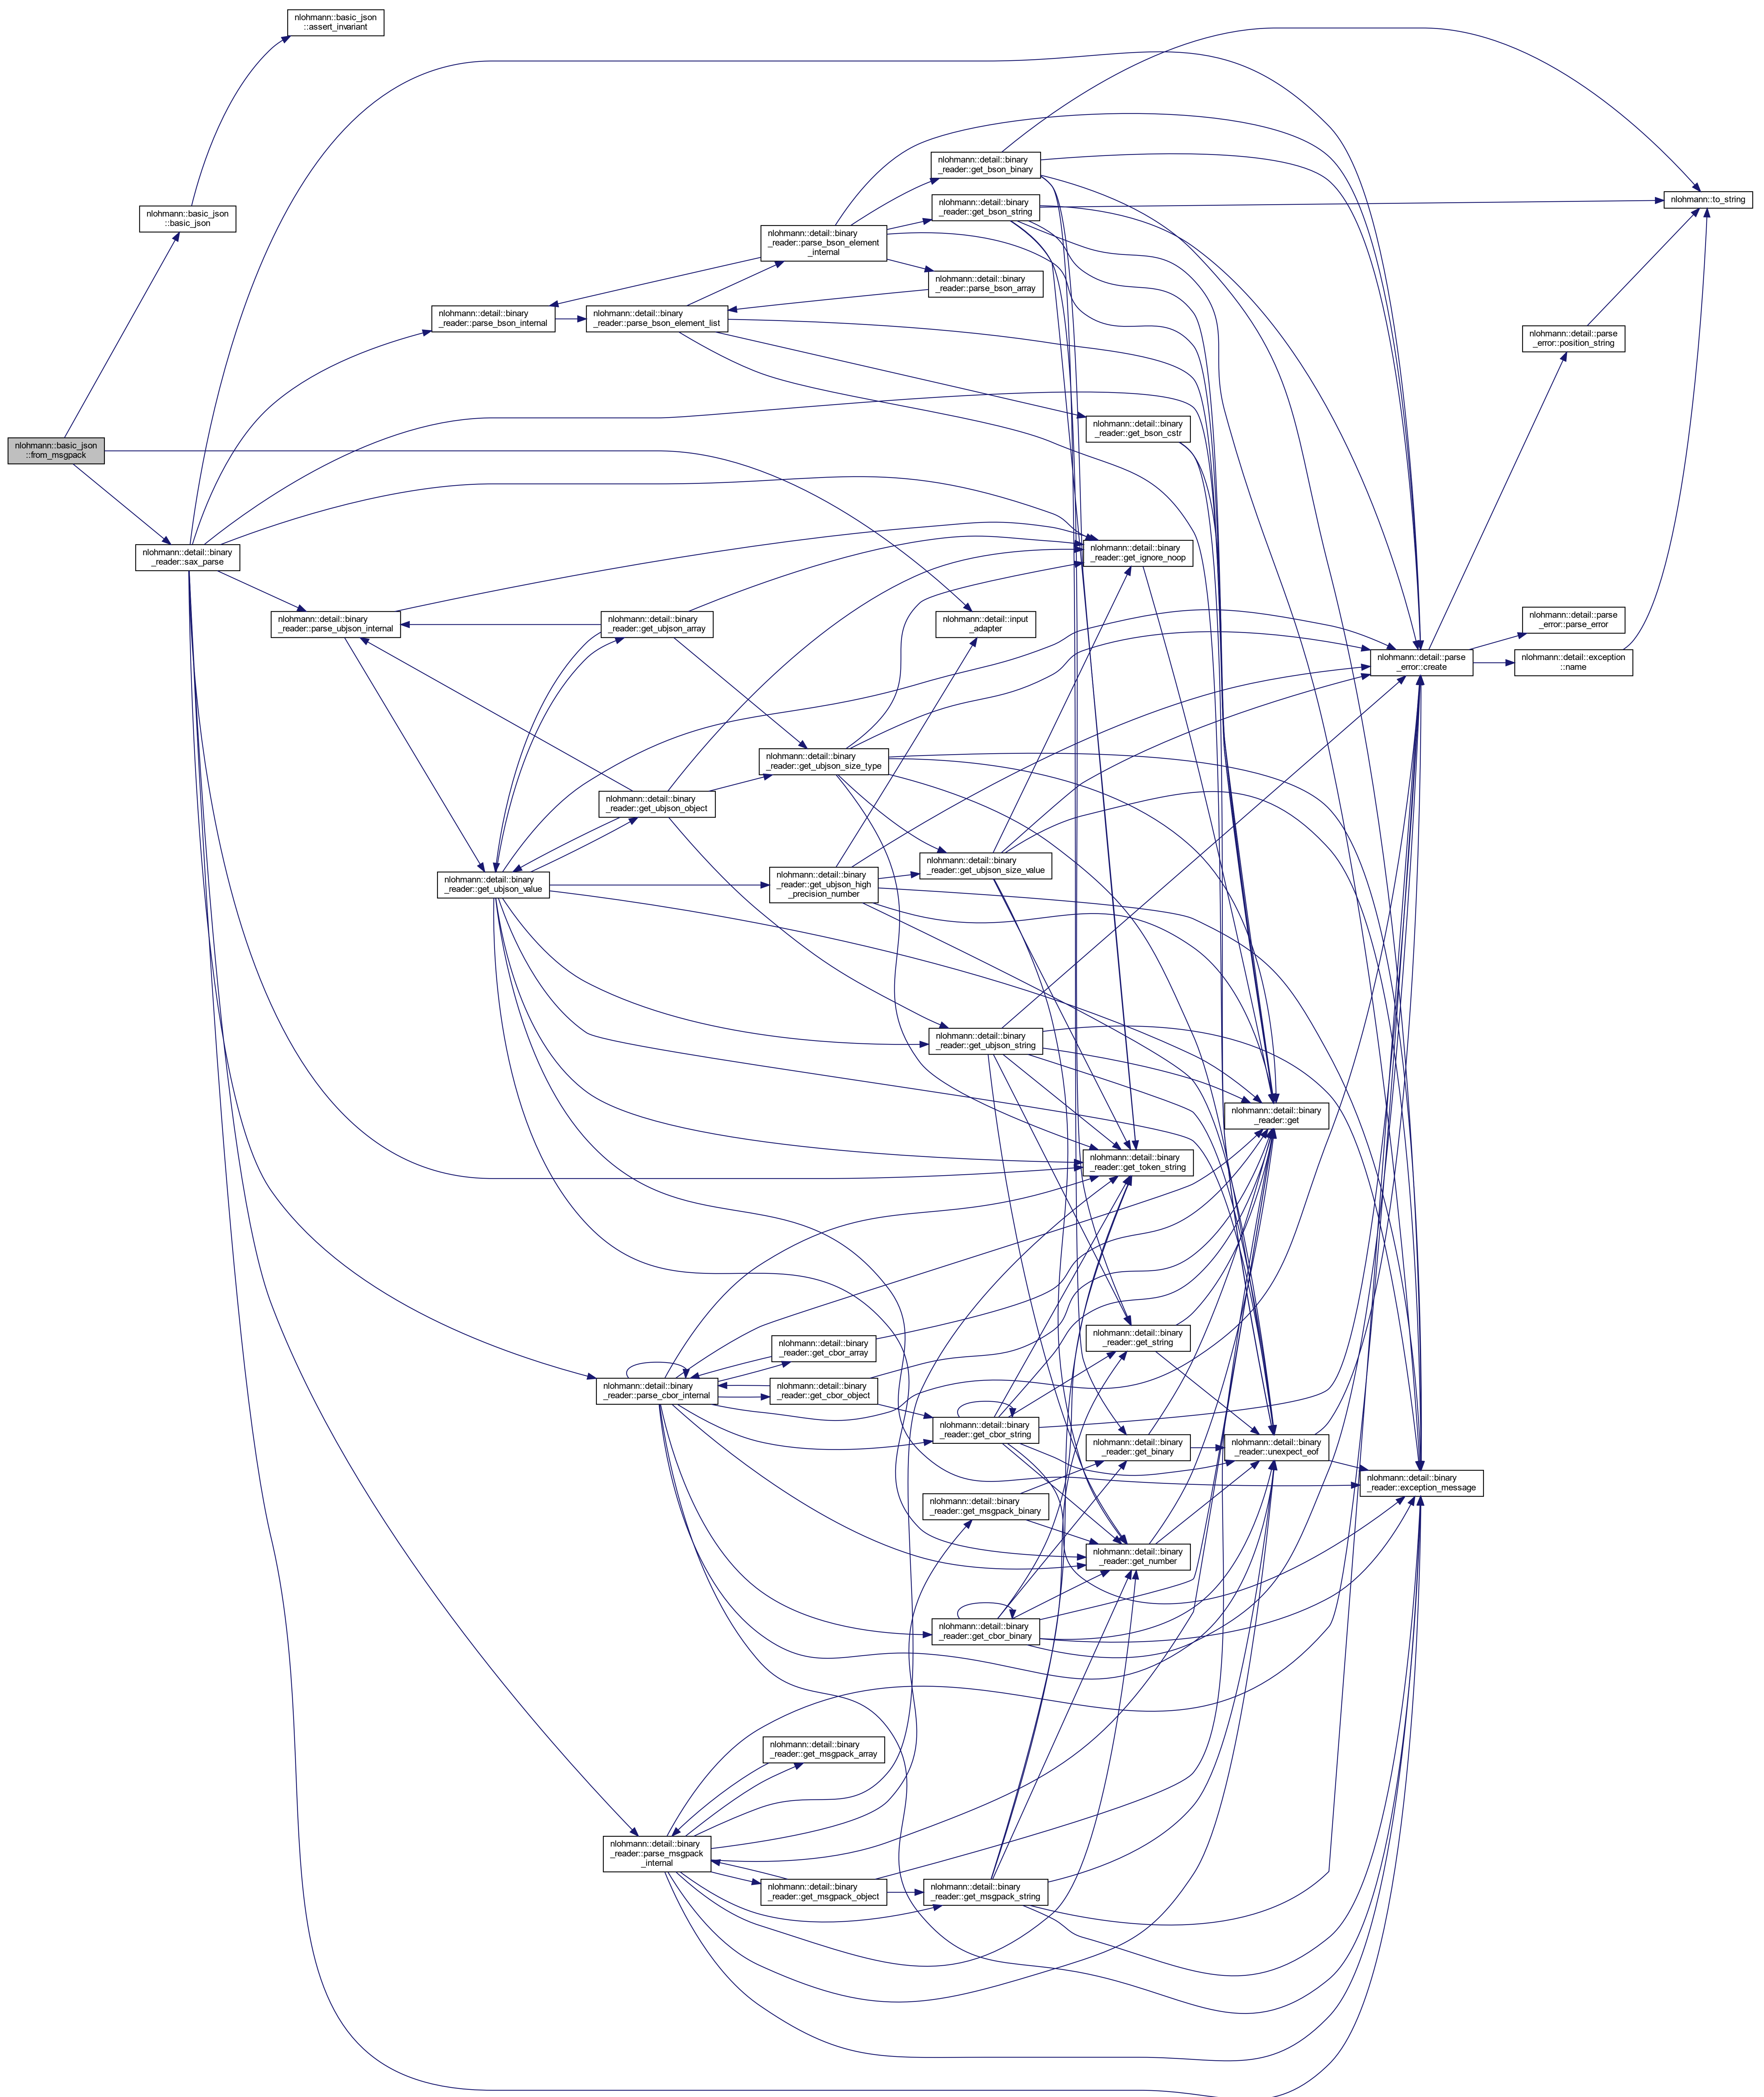 nlohmann::basic_json
::assert_invariant
nlohmann::detail::binary
_reader::get_bson_binary
nlohmann::to_string
nlohmann::detail::binary
_reader::get_bson_string
nlohmann::basic_json
::basic_json
nlohmann::detail::binary
_reader::parse_bson_element
_internal
nlohmann::detail::binary
_reader::parse_bson_array
nlohmann::detail::binary
_reader::parse_bson_internal
nlohmann::detail::binary
_reader::parse_bson_element_list
nlohmann::detail::parse
_error::position_string
nlohmann::detail::binary
_reader::get_bson_cstr
nlohmann::basic_json
::from_msgpack
nlohmann::detail::binary
_reader::sax_parse
nlohmann::detail::binary
_reader::get_ignore_noop
nlohmann::detail::binary
_reader::parse_ubjson_internal
nlohmann::detail::binary
_reader::get_ubjson_array
nlohmann::detail::input
_adapter
nlohmann::detail::parse
_error::parse_error
nlohmann::detail::parse
_error::create
nlohmann::detail::exception
::name
nlohmann::detail::binary
_reader::get_ubjson_size_type
nlohmann::detail::binary
_reader::get_ubjson_object
nlohmann::detail::binary
_reader::get_ubjson_size_value
nlohmann::detail::binary
_reader::get_ubjson_value
nlohmann::detail::binary
_reader::get_ubjson_high
_precision_number
nlohmann::detail::binary
_reader::get_ubjson_string
nlohmann::detail::binary
_reader::get
nlohmann::detail::binary
_reader::get_token_string
nlohmann::detail::binary
_reader::get_string
nlohmann::detail::binary
_reader::get_cbor_array
nlohmann::detail::binary
_reader::parse_cbor_internal
nlohmann::detail::binary
_reader::get_cbor_object
nlohmann::detail::binary
_reader::get_cbor_string
nlohmann::detail::binary
_reader::get_binary
nlohmann::detail::binary
_reader::unexpect_eof
nlohmann::detail::binary
_reader::exception_message
nlohmann::detail::binary
_reader::get_msgpack_binary
nlohmann::detail::binary
_reader::get_number
nlohmann::detail::binary
_reader::get_cbor_binary
nlohmann::detail::binary
_reader::get_msgpack_array
nlohmann::detail::binary
_reader::parse_msgpack
_internal
nlohmann::detail::binary
_reader::get_msgpack_object
nlohmann::detail::binary
_reader::get_msgpack_string